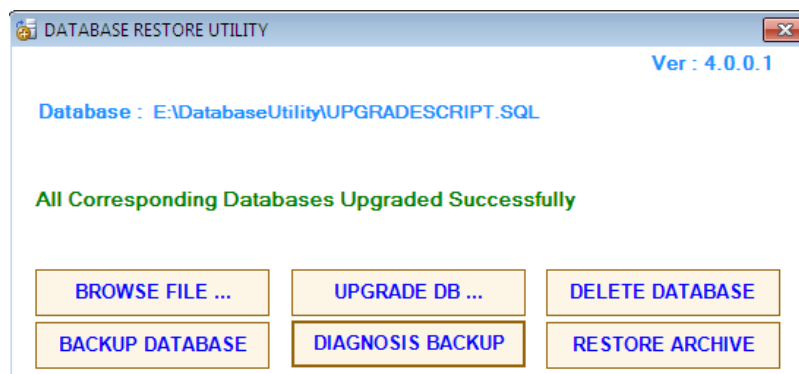 DATABASE RESTORE UTILITY
Ver : 4.0.0.1
Database : E:\DatabaseUtility\UPGRADESCRIPT.SQL
All Corresponding Databases Upgraded Successfully
BROWSE FILE ... UPGRADE DB ... DELETE DATABASE
BACKUP DATABASE DIAGNOSIS BACKUP RESTORE ARCHIVE